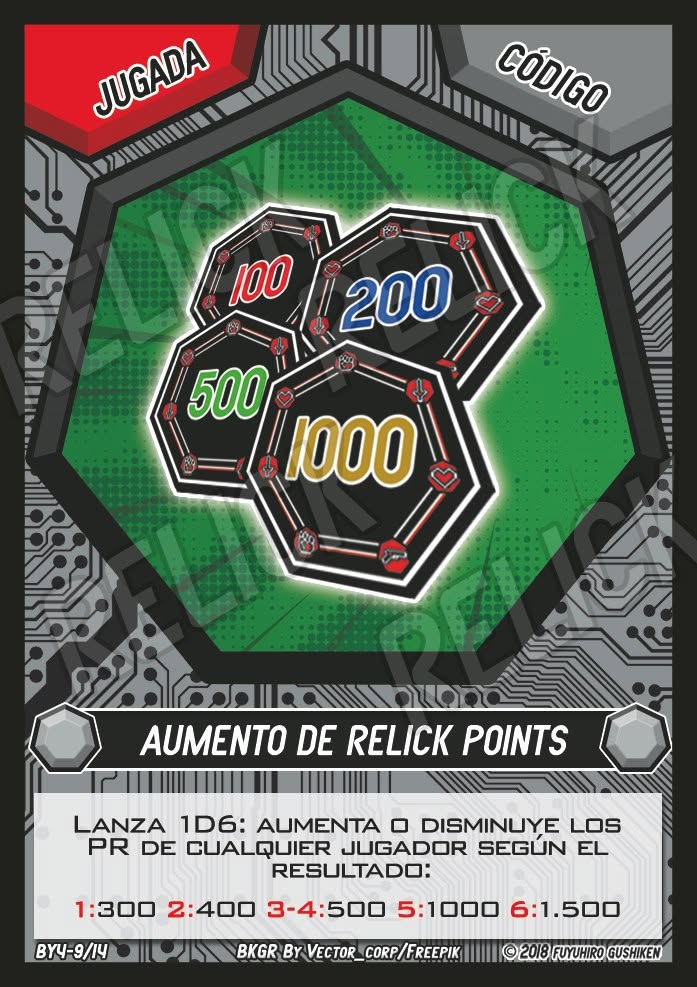 JUGADA
CÓDIGO
100
200
500
1000
RELICK
RELICK
RELICK
RELICK
RELICK
AUMENTO DE RELICK POINTS
LANZA 1D6: AUMENTA O DISMINUYE LOS
PR DE CUALQUIER JUGADOR SEGÚN EL
RESULTADO:
1:300 2:400 3-4:500 5:1000 6:1.500
BY4-9/14 BKGR BY VECTOR_CORP/FREEPIK © 2018 FUYUHIRO GUSHIKEN